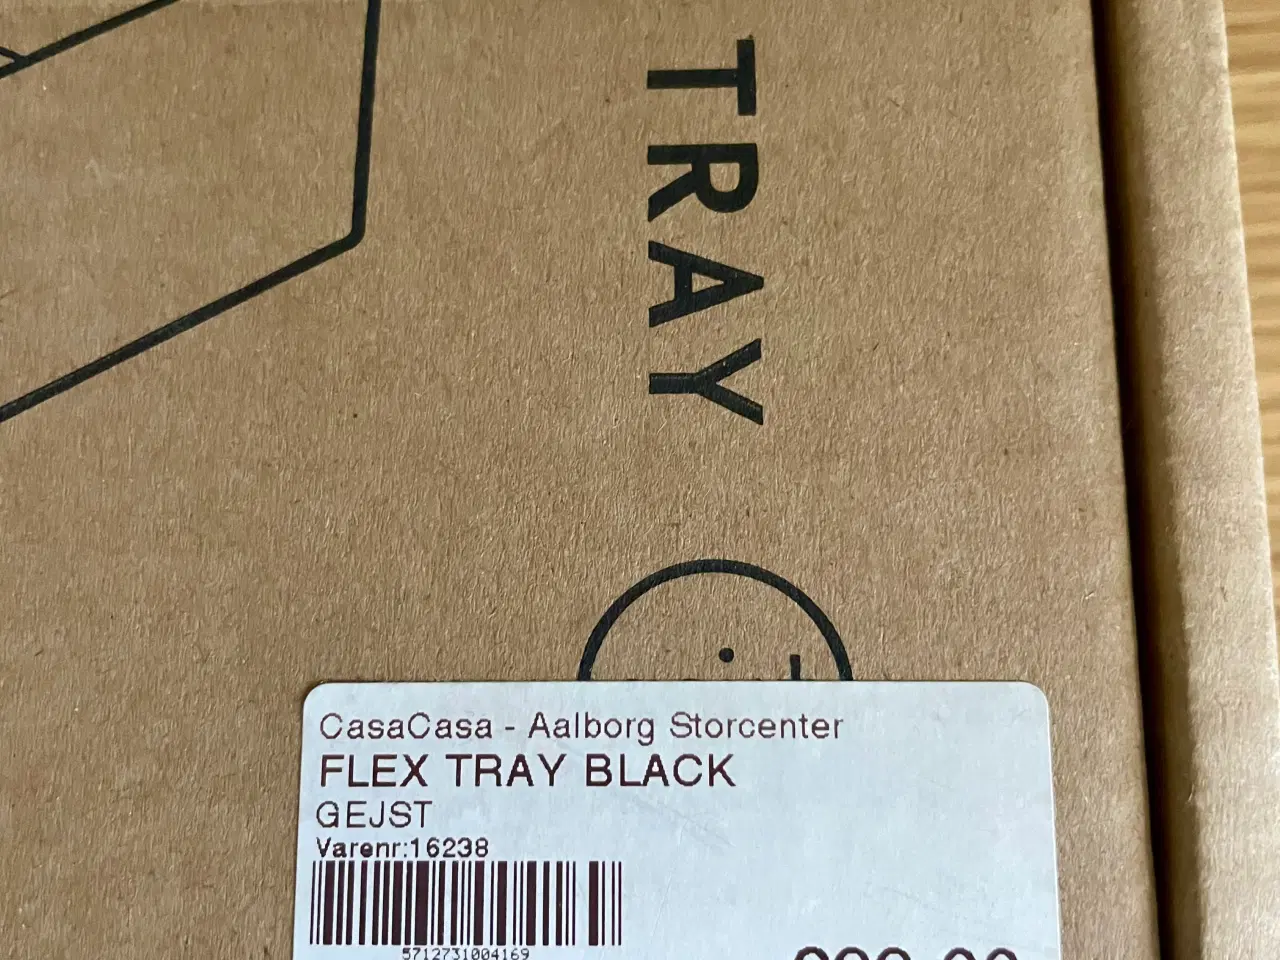 TRAY
CasaCasa - Aalborg Storcenter
FLEX TRAY BLACK
GEJST
Varenr:16238
5712731004169